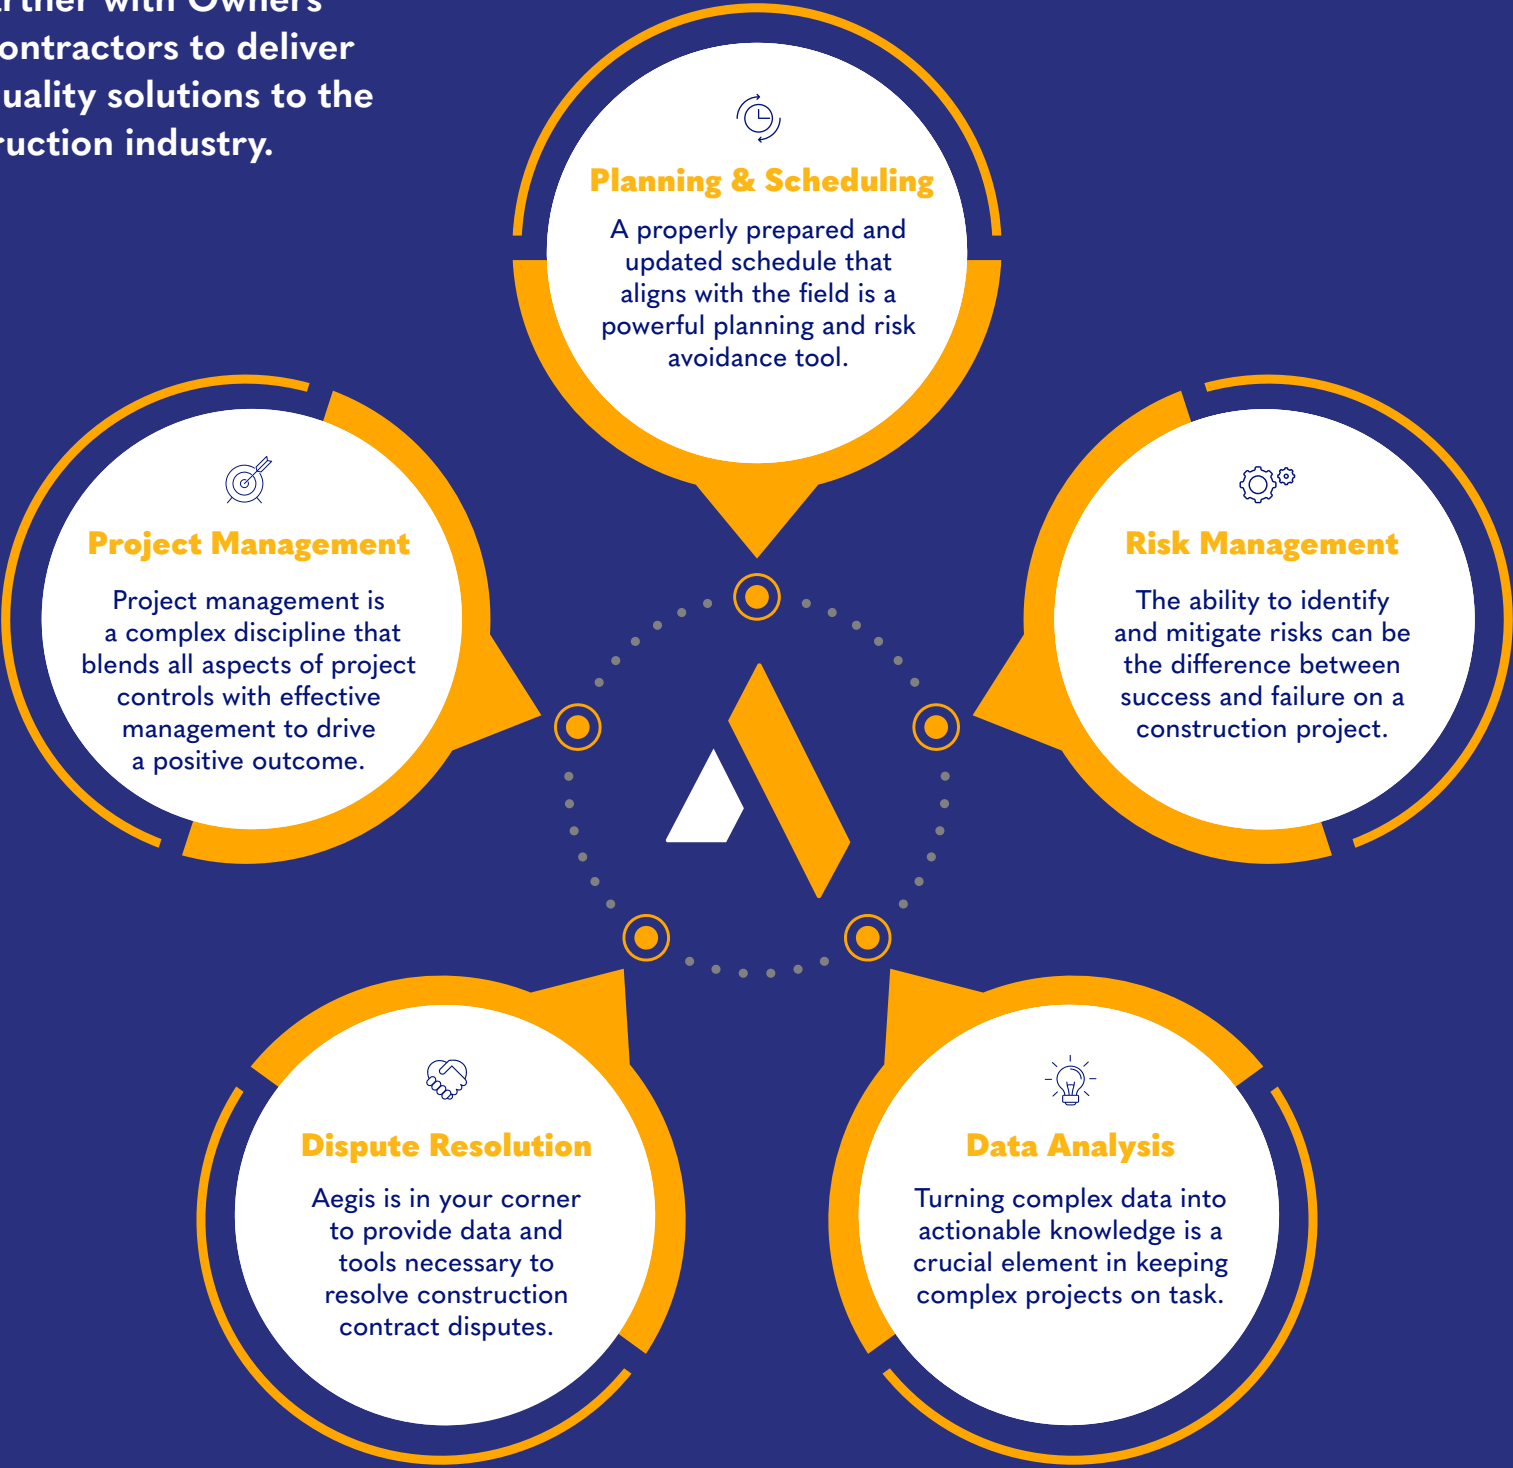 with Owners
to deliver
solutions to the
industry.
Planning & Scheduling
A properly prepared and
updated schedule that
aligns with the field is a
powerful planning and risk
avoidance tool.
Project Management
Project management is
a complex discipline that
blends all aspects of project
controls with effective
management to drive
a positive outcome.
Risk Management
The ability to identify
and mitigate risks can be
the difference between
success and failure on a
construction project.
Dispute Resolution
Aegis is in your corner
to provide data and
tools necessary to
resolve construction
contract disputes.
Data Analysis
Turning complex data into
actionable knowledge is a
crucial element in keeping
complex projects on task.